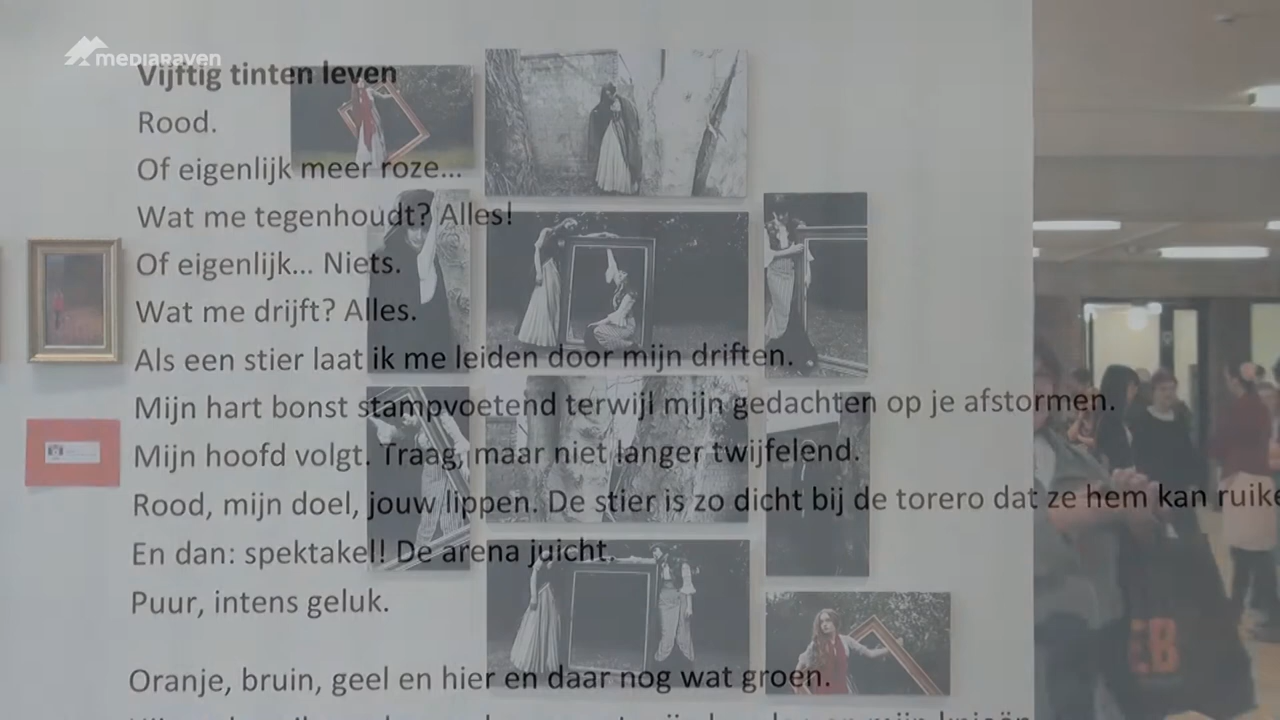 MEDIARAVEN
Vijftig tinten leven
Rood.
Of eigenlijk meer roze...
Wat me tegenhoudt? Alles!
Of eigenlijk... Niets.
Wat me drijft? Alles.
Als een stier laat ik me leiden door mijn driften.
Mijn hart bonst stampvoetend terwijl mijn gedachten op je afstormen.
Mijn hoofd volgt. Traag, maar niet langer twijfelend.
Rood, mijn doel, jouw lippen. De stier is zo dicht bij de torero dat ze hem kan ruike
En dan: spektakel! De arena juicht.
Puur, intens geluk.
Oranje, bruin, geel en hier en daar nog wat groen.
EB